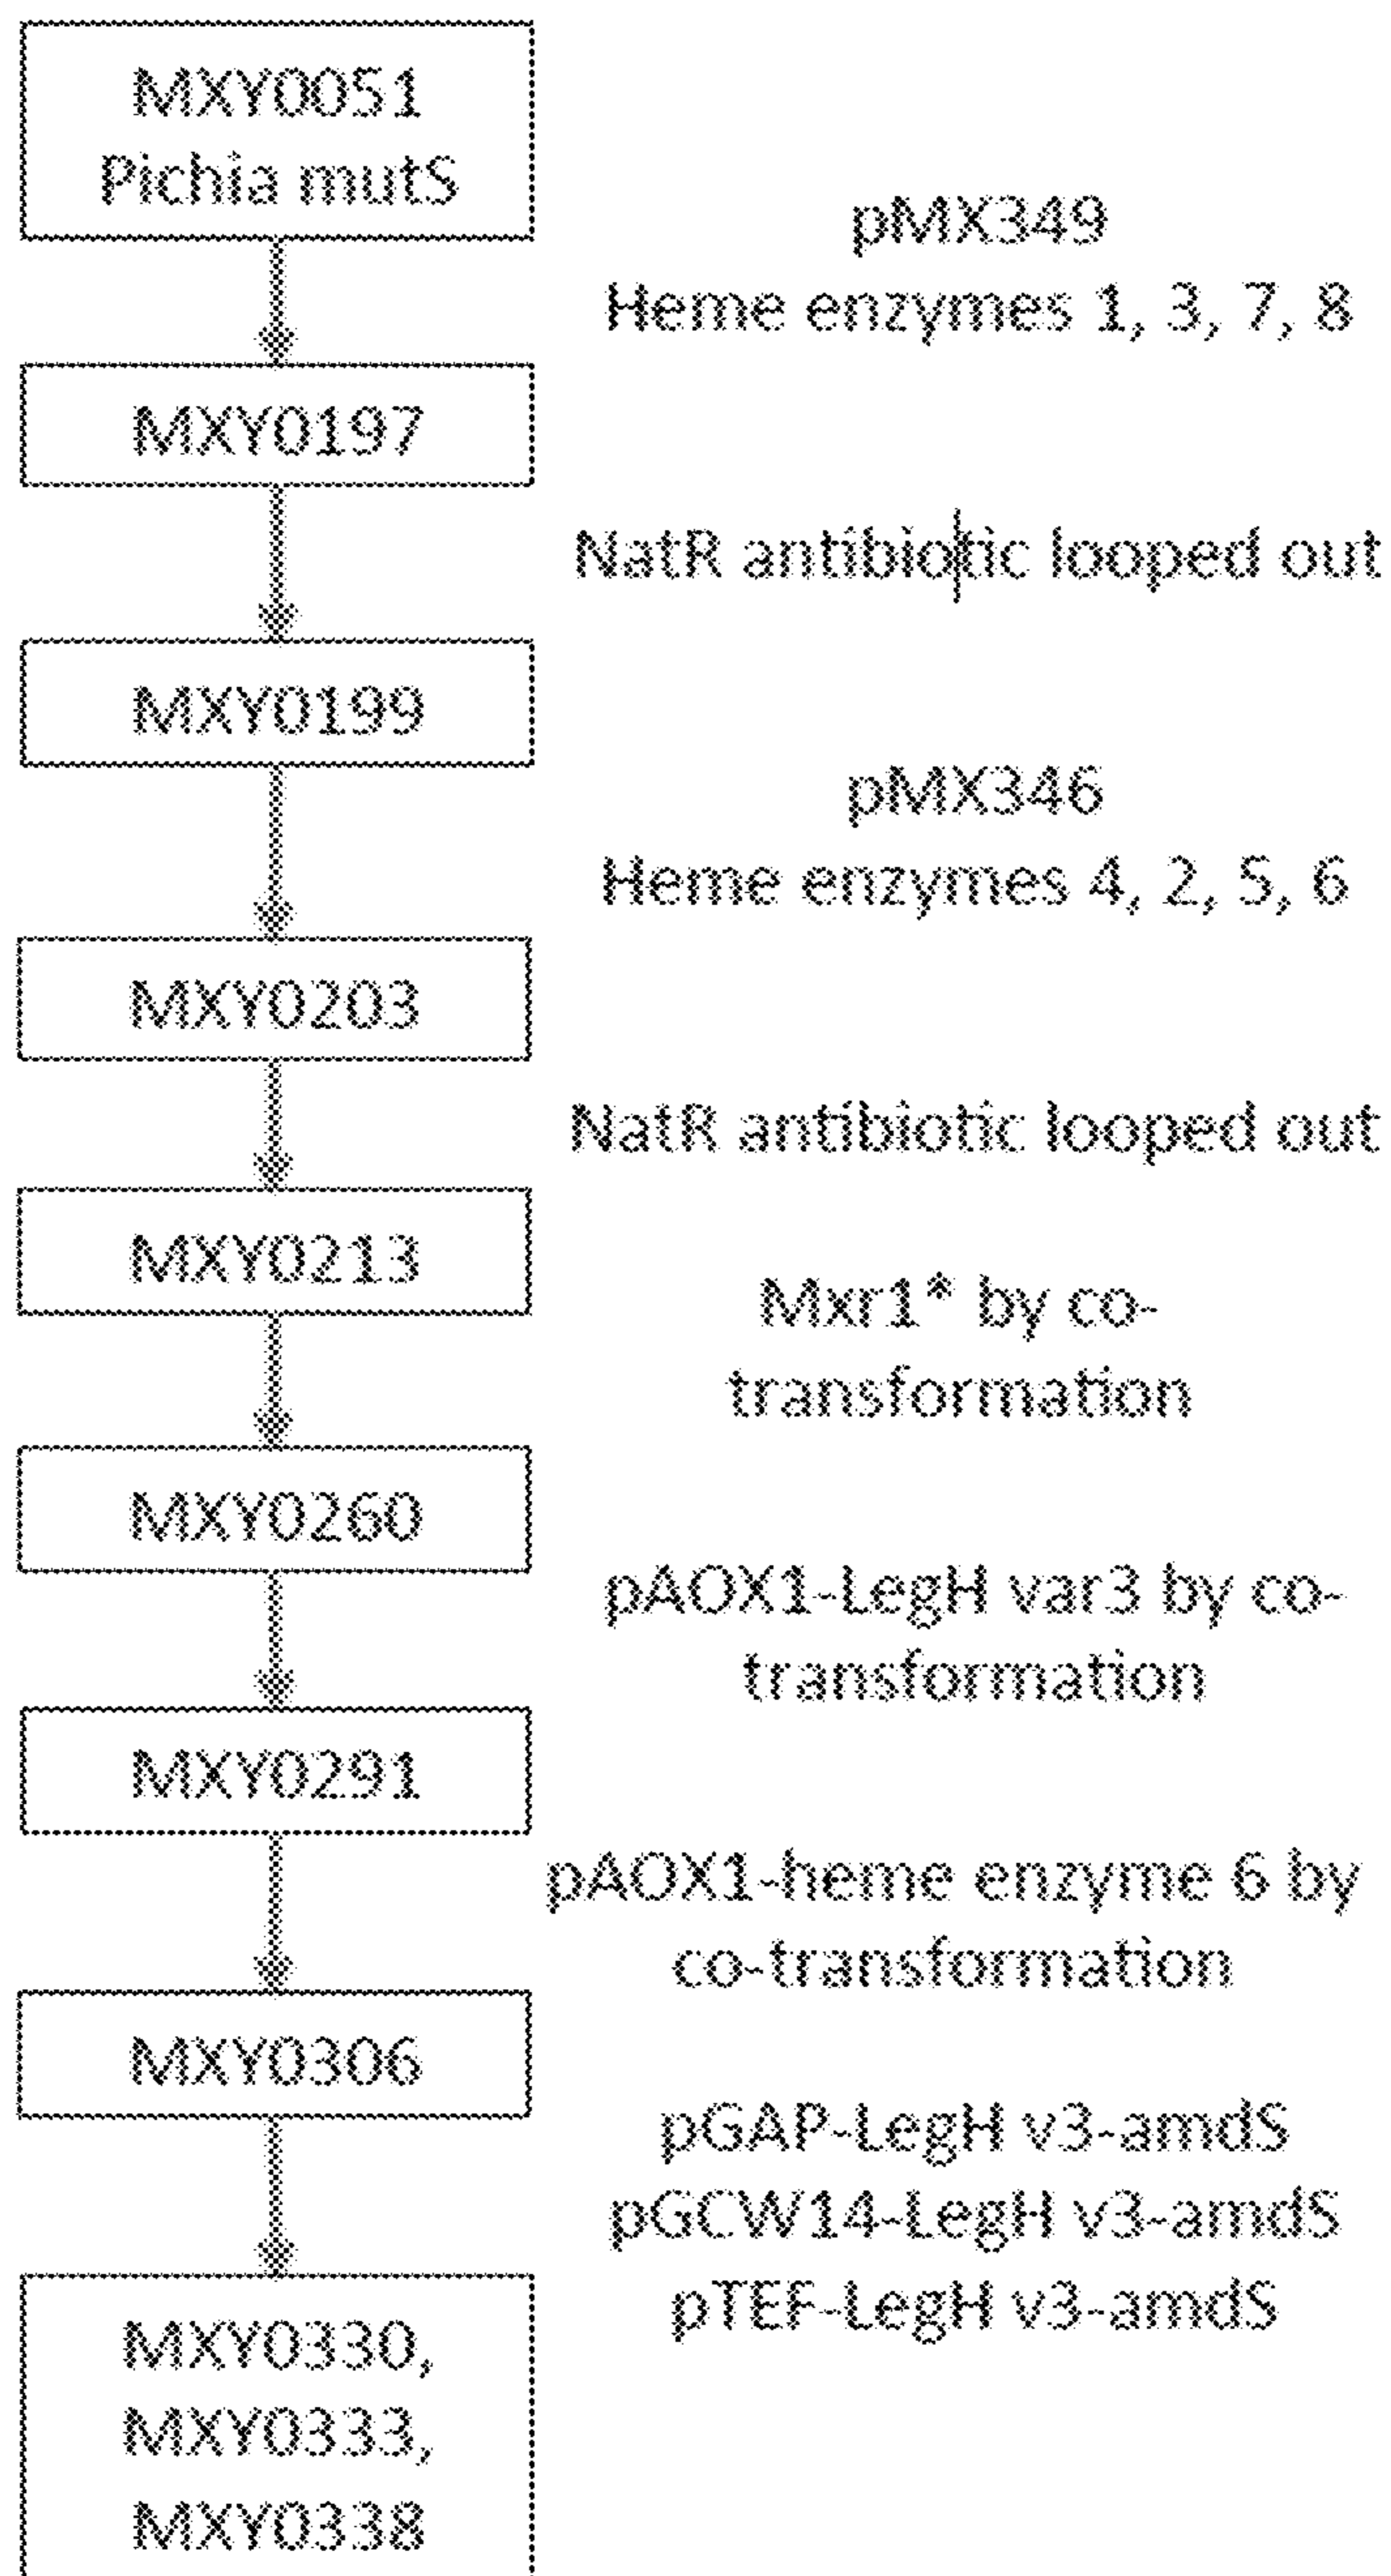 MXY0051
Pichia mutS
pMX349
Heme enzymes 1, 3, 7, 8
MXY0197
NatR antibiotic looped out
MXY0199
pMX346
Heme enzymes 4, 2, 5, 6
MXY0203
NatR antibiotic looped out
MXY0213
Mxr1* by co-
transformation
MXY0260
pAOX1-LegH var3 by co-
transformation
MXY0291
pAOX1-heme enzyme 6 by
co-transformation
MXY0306
pGAP-LegH v3-amdS
pGCW14-LegH v3-amdS
pTEF-LegH v3-amdS
MXY0330,
MXY0333,
MXY0338